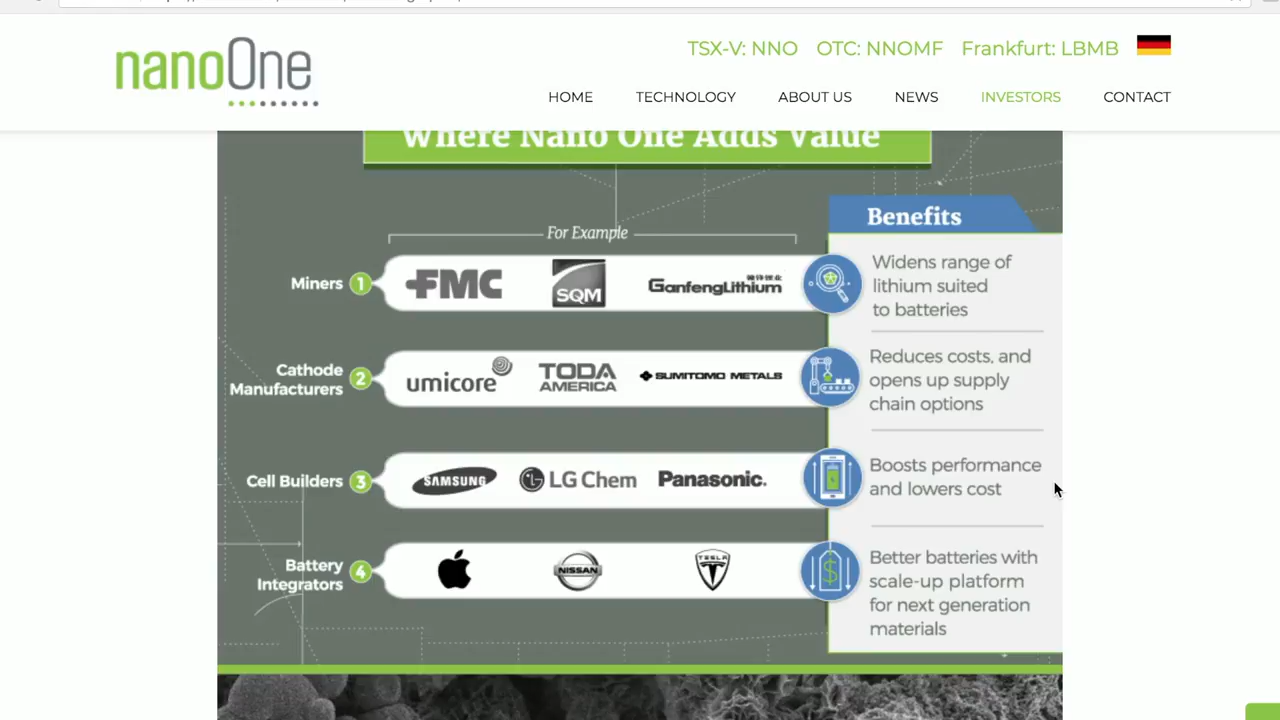 nanoOne
TSX-V: NNO OTC: NNOMF Frankfurt: LBMB
HOME TECHNOLOGY ABOUT US NEWS INVESTORS CONTACT
Where Nano One Adds Value
For Example
Benefits
Miners 1
FMC SQM GanfengLithium
Widens range of
lithium suited
to batteries
Cathode
Manufacturers 2
umicore TODA
AMERICA
SUMITOMO METALS
Reduces costs, and
opens up supply
chain options
Cell Builders 3
SAMSUNG LG Chem Panasonic.
Boosts performance
and lowers cost
Battery
Integrators 4
NISSAN TESLA
Better batteries with
scale-up platform
for next generation
materials